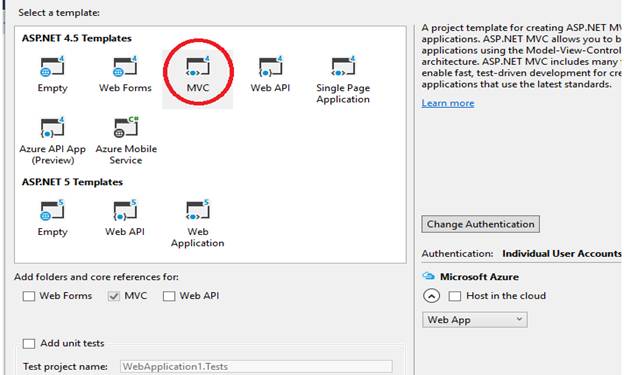 Select a template:
ASP.NET 4.5 Templates
Empty
Web Forms
MVC
Web API
Single Page
Application
Azure API App
(Preview)
Azure Mobile
Service
ASP.NET 5 Templates
Empty
Web API
Web
Application
Add folders and core references for:
Web Forms
MVC
Web API
Add unit tests
Test project name:
WebApplication1.Tests
A project template for creating ASP.NET MV
applications. ASP.NET MVC allows you to b
applications using the Model-View-Control
architecture. ASP.NET MVC includes many
enable fast, test-driven development for cre
applications that use the latest standards.
Learn more
Change Authentication
Authentication: Individual User Accounts
Microsoft Azure
Host in the cloud
Web App